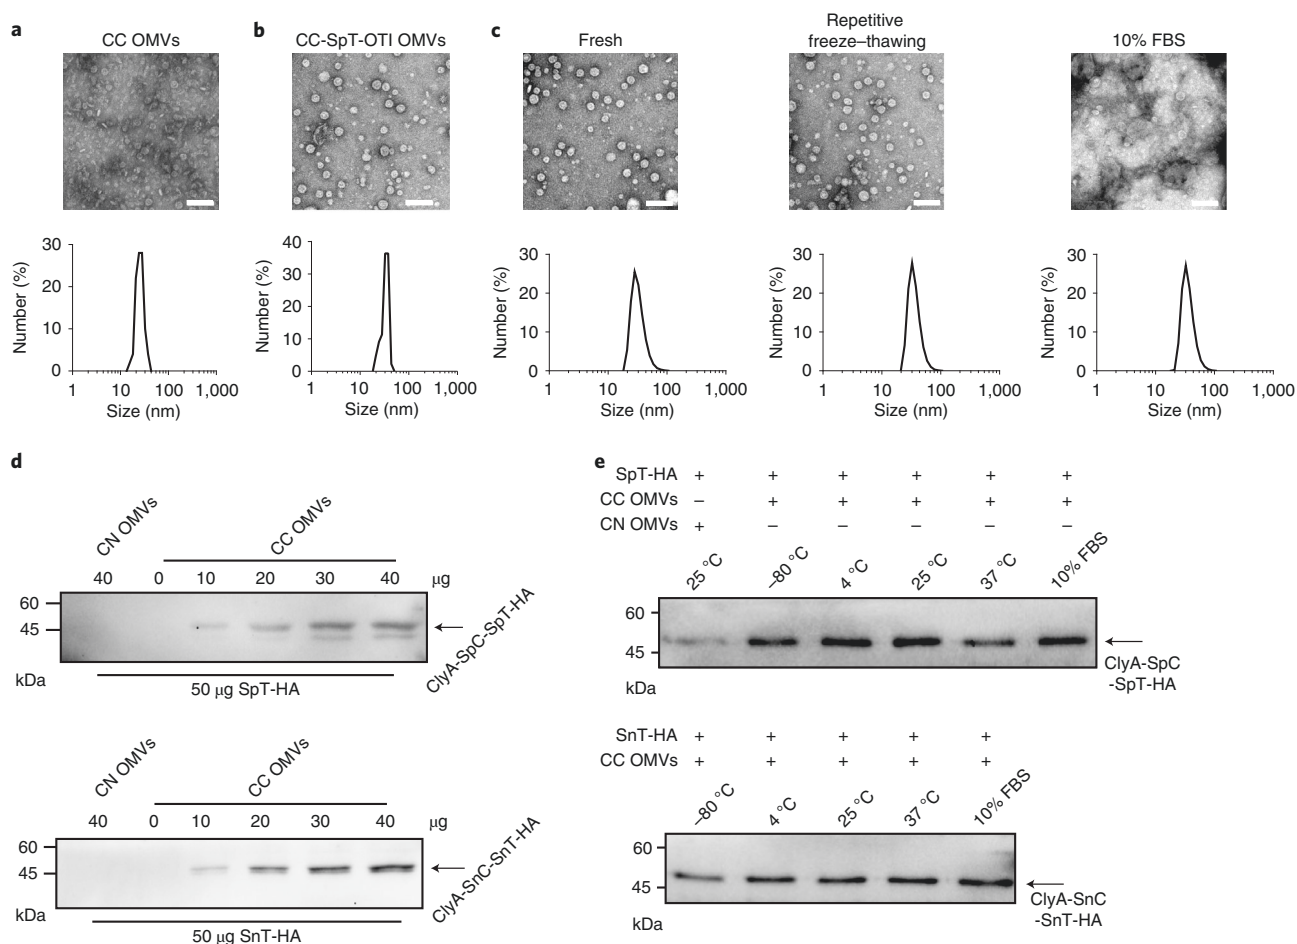 a
CC OMVs
Number (%)
30
20
10
0
1 10 100 1,000
Size (nm)
b
CC-SpT-OTI OMVs
Number (%)
40
30
20
10
0
1 10 100 1,000
Size (nm)
c
Fresh
Number (%)
30
20
10
0
1 10 100 1,000
Size (nm)
Repetitive
freeze–thawing
Number (%)
30
20
10
0
1 10 100 1,000
Size (nm)
10% FBS
Number (%)
30
20
10
0
1 10 100 1,000
Size (nm)
d
CN OMVs
CC OMVs
40 0 10 20 30 40 μg
60
45
kDa
ClyA-SpC-SpT-HA
50 μg SpT-HA
CN OMVs
CC OMVs
40 0 10 20 30 40 μg
60
45
kDa
ClyA-SnC-SnT-HA
50 μg SnT-HA
e
SpT-HA + + + + + +
CC OMVs – + + + + +
CN OMVs + – – – – –
25 °C –80 °C 4 °C 25 °C 37 °C 10% FBS
60
45
kDa
ClyA-SpC
-SpT-HA
SnT-HA + + + + +
CC OMVs + + + + +
–80 °C 4 °C 25 °C 37 °C 10% FBS
60
45
kDa
ClyA-SnC
-SnT-HA